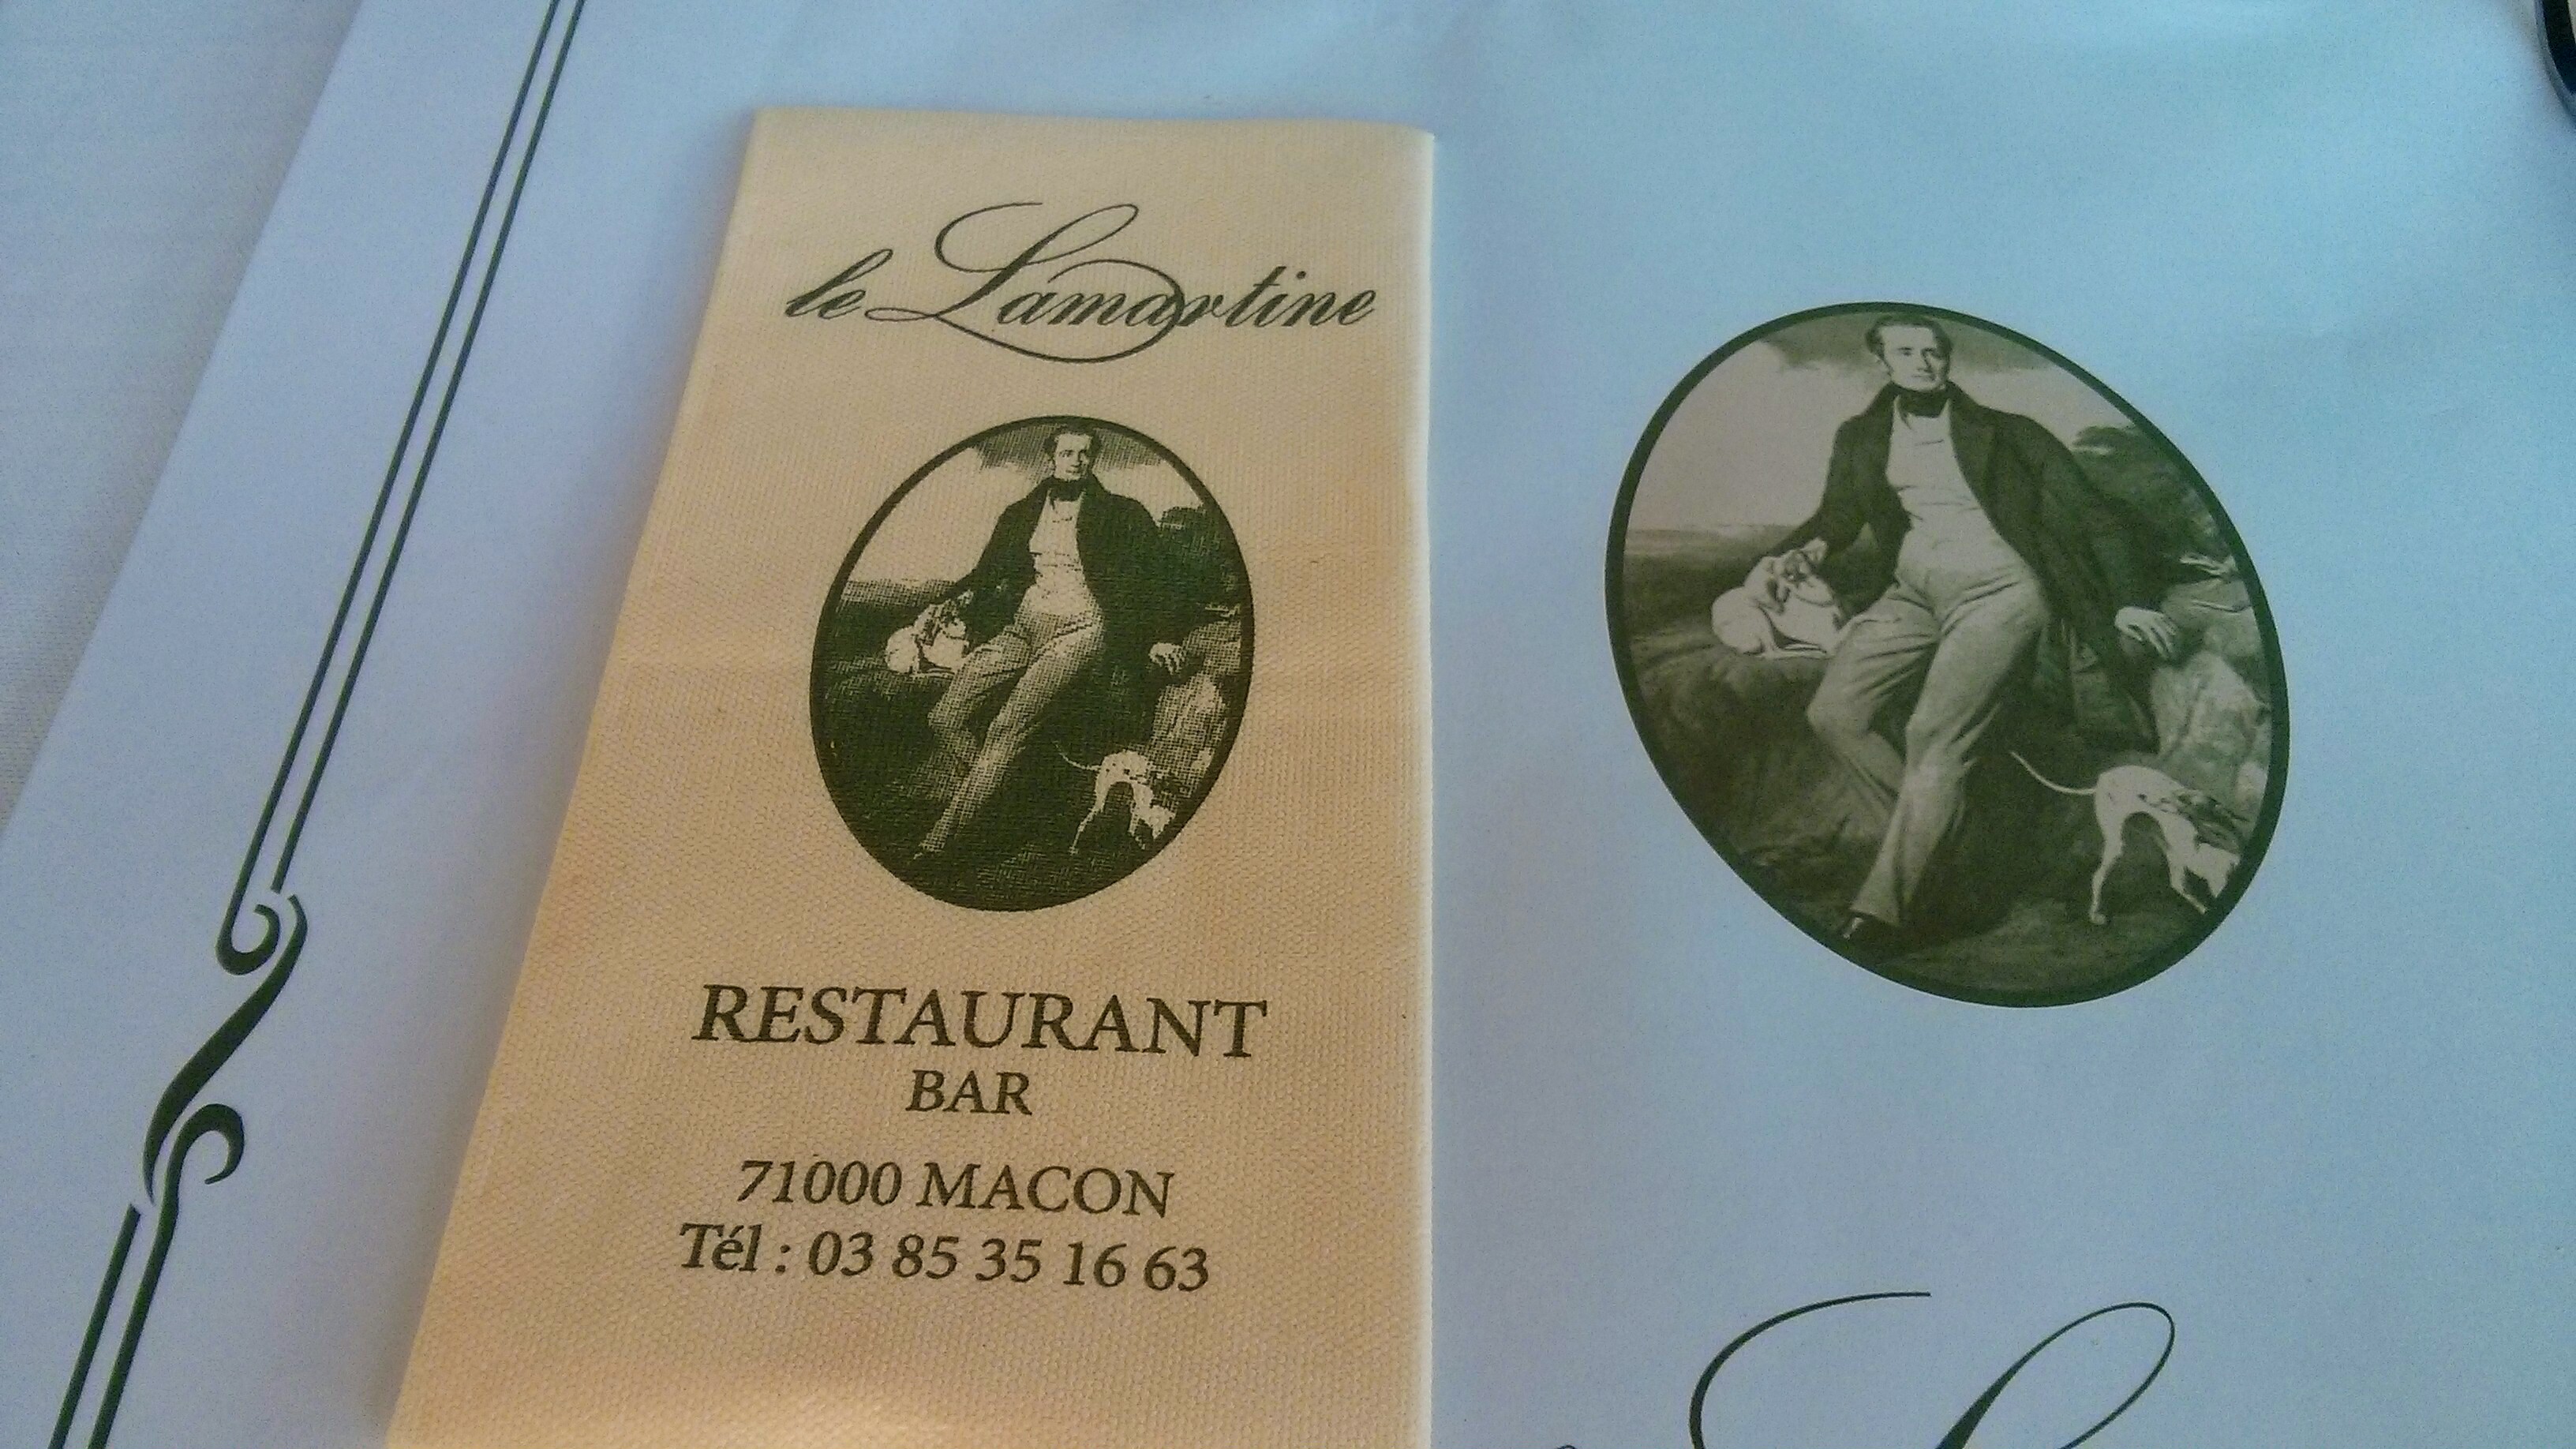 le Lamartine
RESTAURANT
BAR
71000 MACON
Tél : 03 85 35 16 63